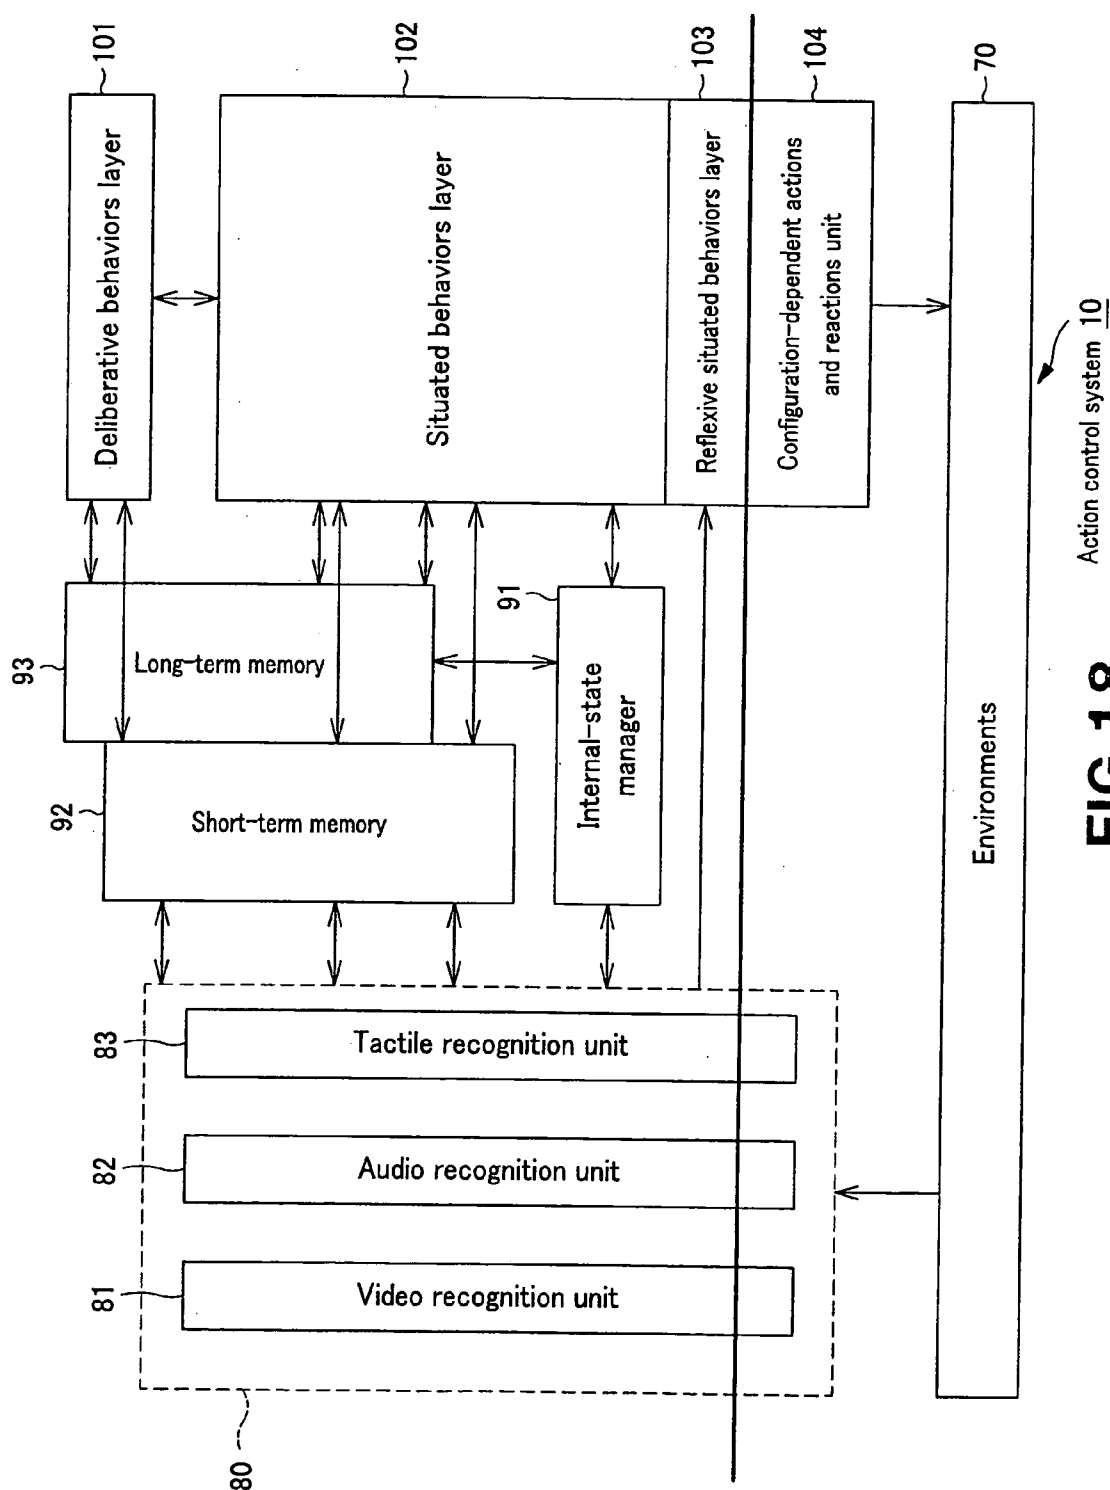 101
Deliberative behaviors layer
102
Situated behaviors layer
103
Reflexive situated behaviors layer
104
Configuration-dependent actions
and reactions unit
70
Environments
93
Long-term memory
92
Short-term memory
91
Internal-state
manager
83
Tactile recognition unit
82
Audio recognition unit
81
Video recognition unit
80
Action control system 10
FIG.18